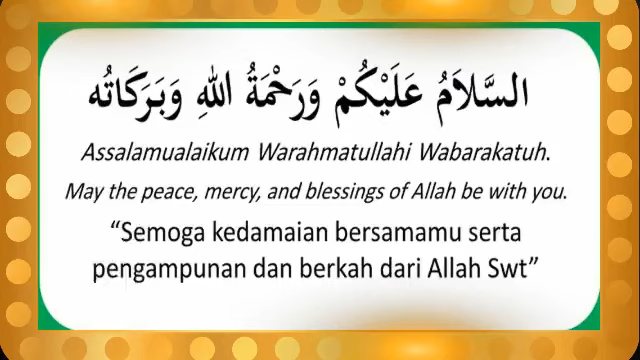 السَّلاَمُ عَلَيْكُمْ وَرَحْمَةُ اللهِ وَبَرَكَاتُه
Assalamualaikum Warahmatullahi Wabarakatuh.
May the peace, mercy, and blessings of Allah be with you.
“Semoga kedamaian bersamamu serta
pengampunan dan berkah dari Allah Swt”